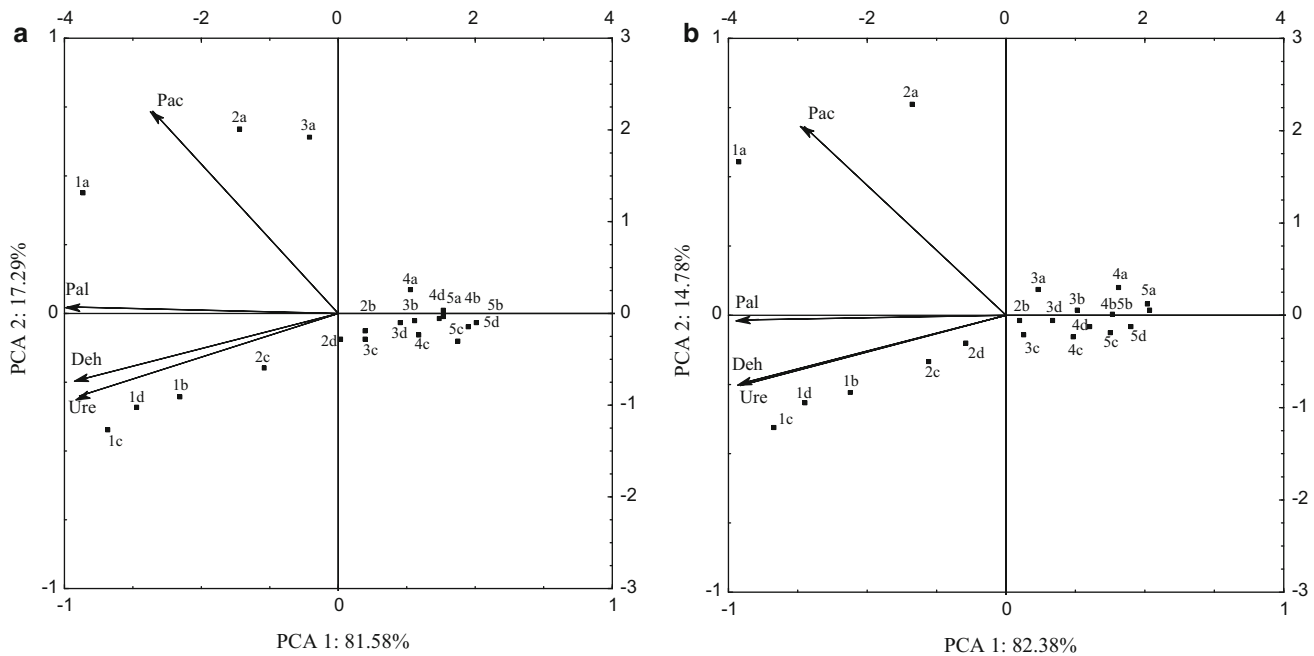 a
-4 -2 0 2 4
1 3
Pac
2a 3a
2
1a
1
4a
Pal
2b 3b 4d 5a 4b 5b
0 0
2d 3c 3d 4c 5c 5d
Deh
2c
Ure
1d 1b
-1
1c
-2
-1 -3
-1 0 1
PCA 2: 17.29%
PCA 1: 81.58%
b
-4 -2 0 2 4
1 3
2a
Pac
2
1a
1
3a 4a 5a
Pal
2b 3d 3b 4b 5b
0 0
3c 4d 4c 5c 5d
Deh
2c 2d
Ure
1d 1b
-1
1c
-2
-1 -3
-1 0 1
PCA 2: 14.78%
PCA 1: 82.38%